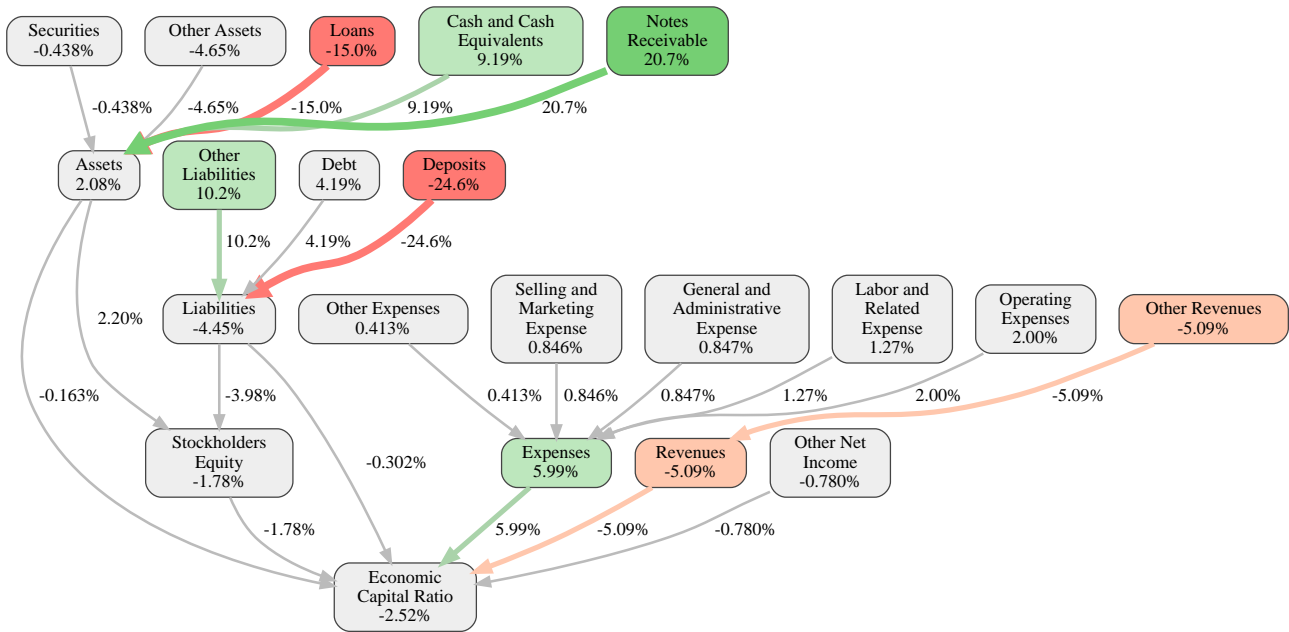 Securities
-0.438%
Other Assets
-4.65%
Loans
-15.0%
Cash and Cash
Equivalents
9.19%
Notes
Receivable
20.7%
-0.438%
-4.65%
-15.0%
9.19%
20.7%
Assets
2.08%
Other
Liabilities
10.2%
Debt
4.19%
Deposits
-24.6%
10.2%
4.19%
-24.6%
Liabilities
-4.45%
Other Expenses
0.413%
Selling and
Marketing
Expense
0.846%
General and
Administrative
Expense
0.847%
Labor and
Related
Expense
1.27%
Operating
Expenses
2.00%
Other Revenues
-5.09%
2.20%
-0.163%
-3.98%
0.413%
0.846%
0.847%
1.27%
2.00%
-5.09%
Stockholders
Equity
-1.78%
-0.302%
Expenses
5.99%
Revenues
-5.09%
Other Net
Income
-0.780%
-1.78%
5.99%
-5.09%
-0.780%
Economic
Capital Ratio
-2.52%